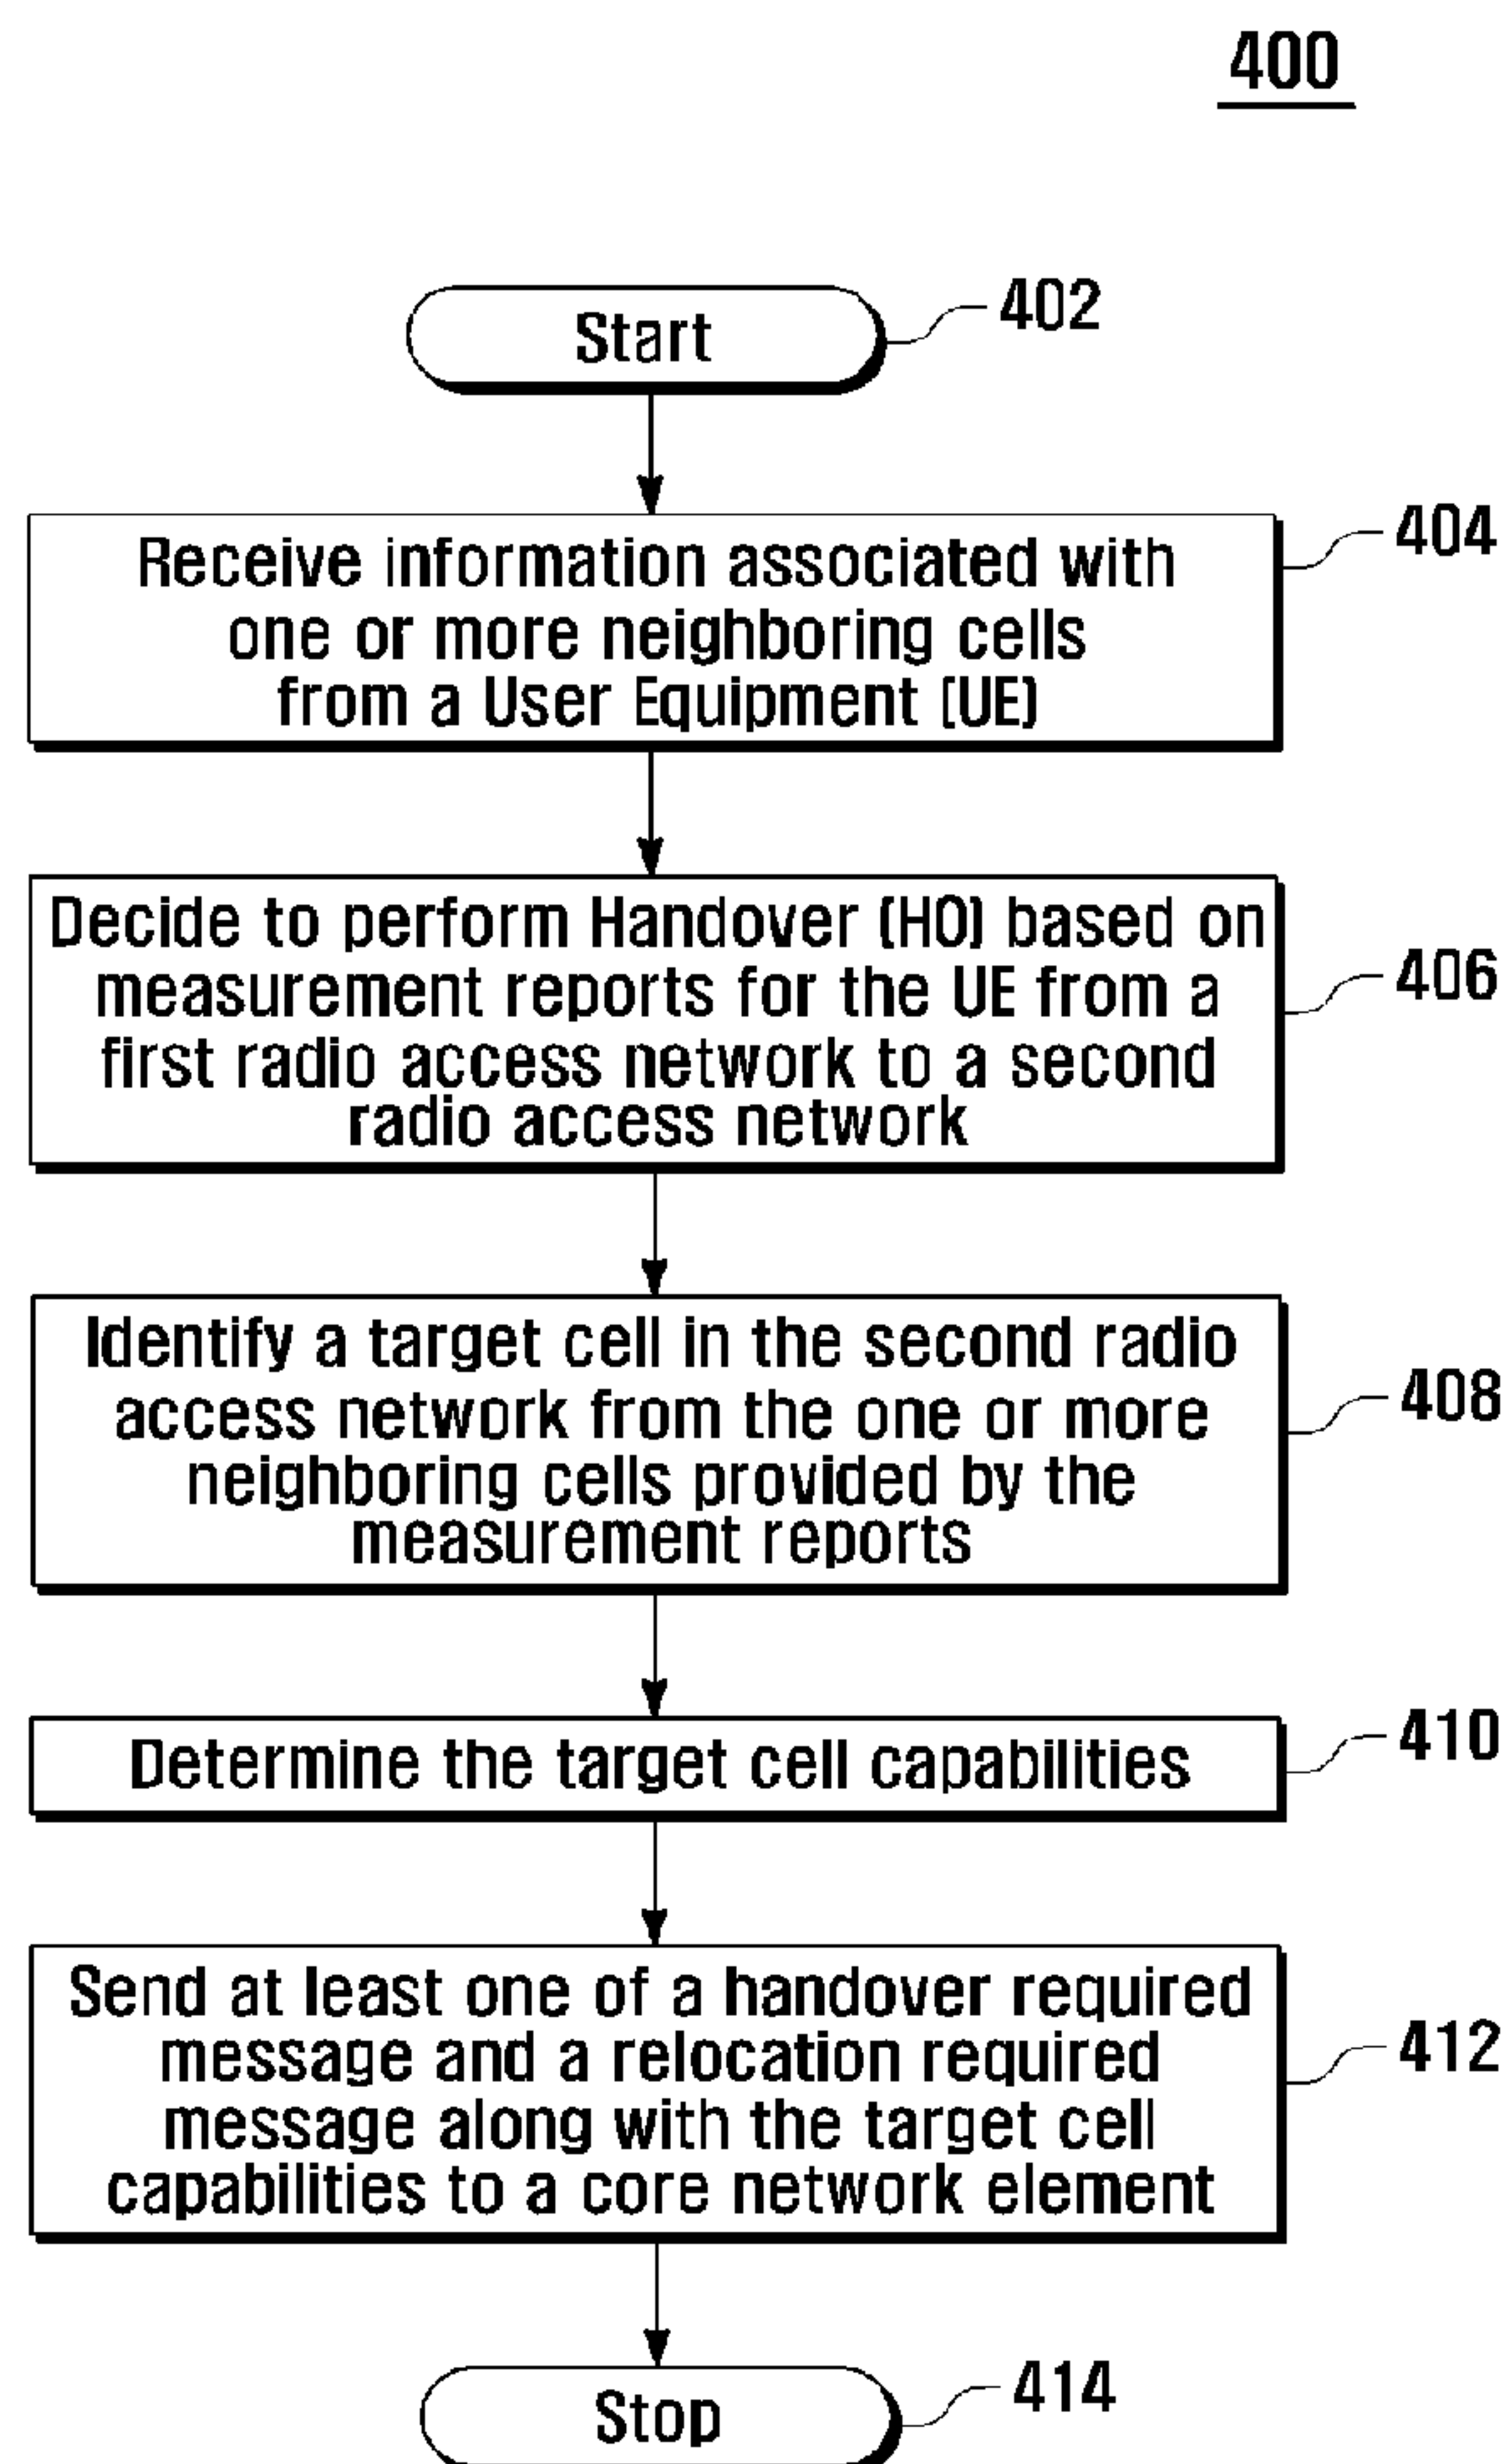 400
Start
402
Receive information associated with
one or more neighboring cells
from a User Equipment (UE)
404
Decide to perform Handover (HO) based on
measurement reports for the UE from a
first radio access network to a second
radio access network
406
Identify a target cell in the second radio
access network from the one or more
neighboring cells provided by the
measurement reports
408
Determine the target cell capabilities
410
Send at least one of a handover required
message and a relocation required
message along with the target cell
capabilities to a core network element
412
Stop
414